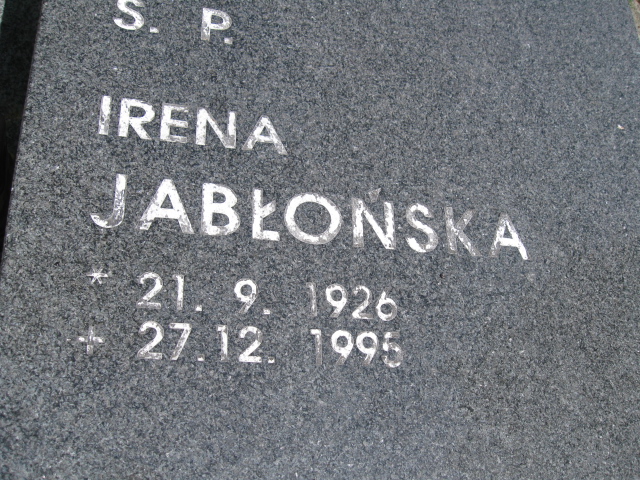 Ś. P.
IRENA
JABŁOŃSKA
* 21. 9. 1926
+ 27.12. 1995